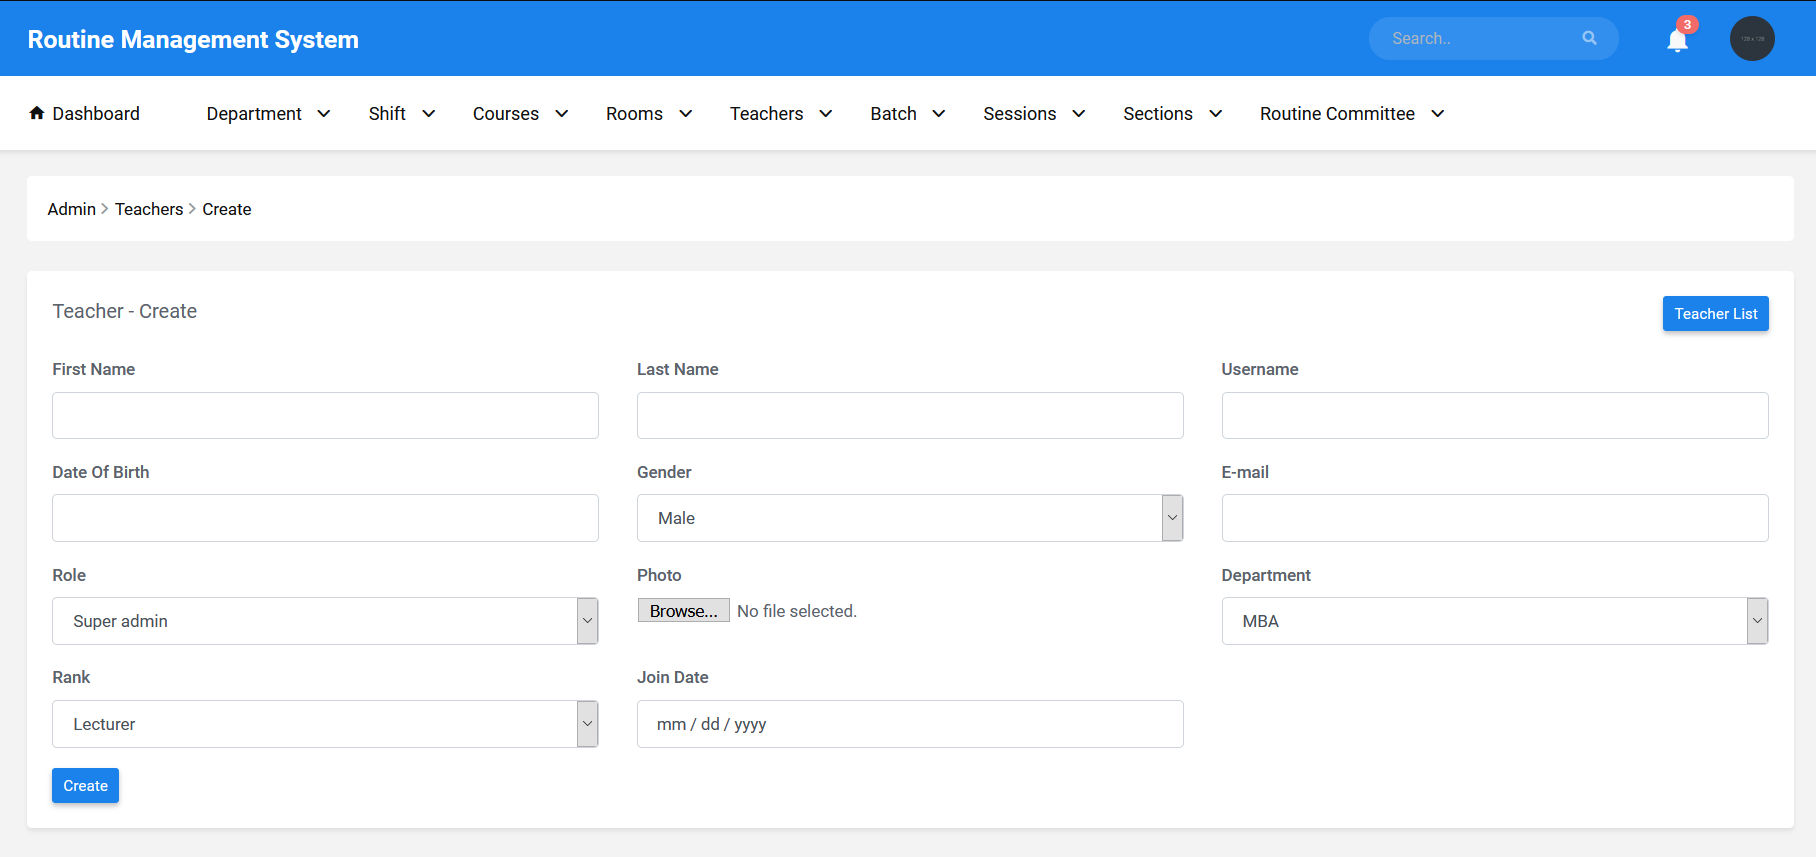 Routine Management System
Search..
3
128 x 128
Dashboard Department Shift Courses Rooms Teachers Batch Sessions Sections Routine Committee
Admin > Teachers > Create
Teacher - Create
Teacher List
First Name Last Name Username
Date Of Birth Gender E-mail
Male
Role Photo Department
Super admin Browse... No file selected. MBA
Rank Join Date
Lecturer mm / dd / yyyy
Create